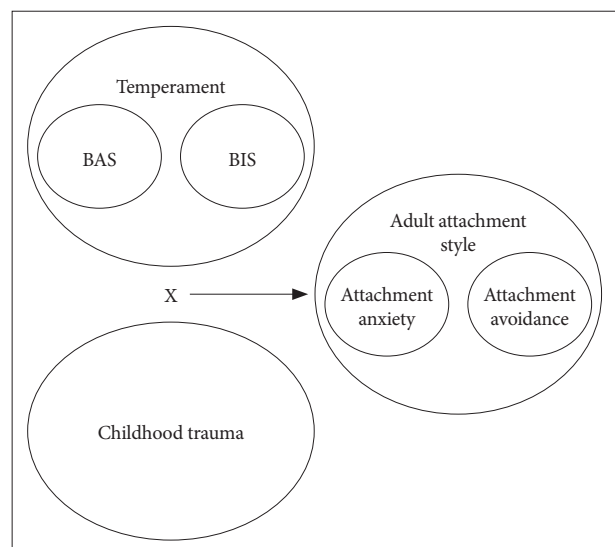 Temperament
BAS
BIS
Adult attachment
style
Attachment
anxiety
Attachment
avoidance
X
Childhood trauma